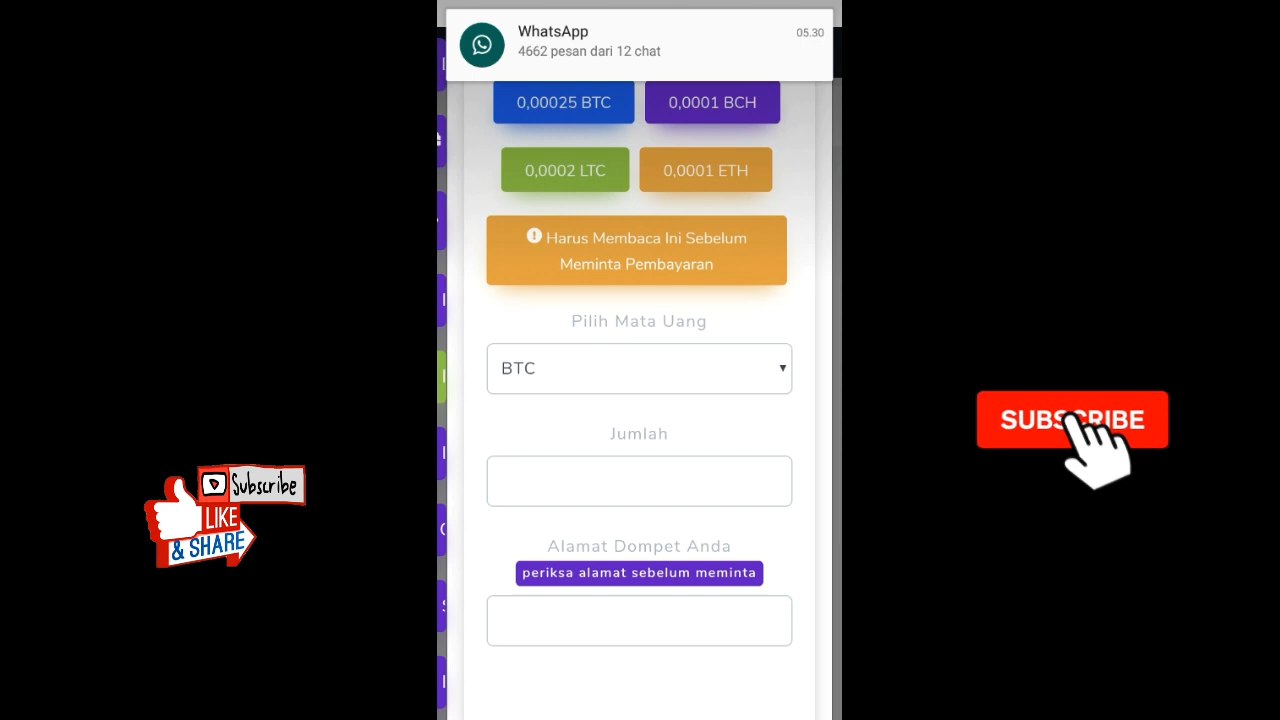 WhatsApp
05.30
4662 pesan dari 12 chat
0,00025 BTC
0,0001 BCH
0,0002 LTC
0,0001 ETH
Harus Membaca Ini Sebelum
Meminta Pembayaran
Pilih Mata Uang
BTC
Jumlah
SUBSCRIBE
Subscribe
LIKE
& SHARE
Alamat Dompet Anda
periksa alamat sebelum meminta